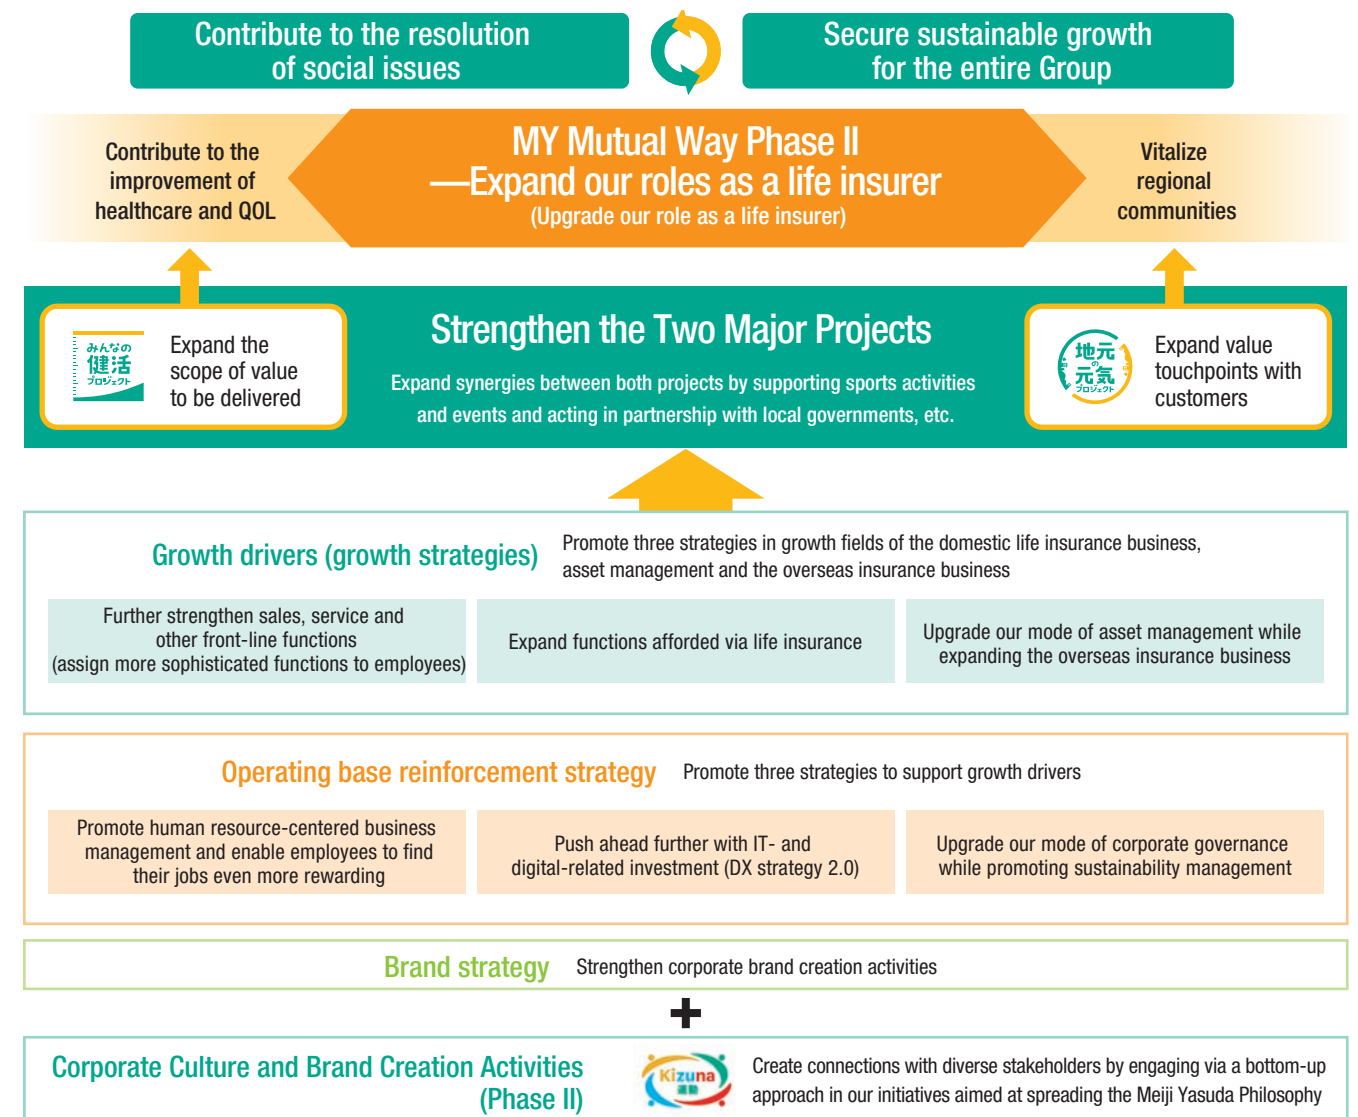 Contribute to the resolution
of social issues
Secure sustainable growth
for the entire Group
Contribute to the
improvement of
healthcare and QOL
MY Mutual Way Phase II
—Expand our roles as a life insurer
(Upgrade our role as a life insurer)
Vitalize
regional
communities
みんなの
健活
プロジェクト
Expand the
scope of value
to be delivered
Strengthen the Two Major Projects
Expand synergies between both projects by supporting sports activities
and events and acting in partnership with local governments, etc.
地元
の
元気
プロジェクト
Expand value
touchpoints with
customers
Growth drivers (growth strategies)
Promote three strategies in growth fields of the domestic life insurance business,
asset management and the overseas insurance business
Further strengthen sales, service and
other front-line functions
(assign more sophisticated functions to employees)
Expand functions afforded via life insurance
Upgrade our mode of asset management while
expanding the overseas insurance business
Operating base reinforcement strategy
Promote three strategies to support growth drivers
Promote human resource-centered business
management and enable employees to find
their jobs even more rewarding
Push ahead further with IT- and
digital-related investment (DX strategy 2.0)
Upgrade our mode of corporate governance
while promoting sustainability management
Brand strategy
Strengthen corporate brand creation activities
+
Corporate Culture and Brand Creation Activities
(Phase II)
Kizuna
運動
Create connections with diverse stakeholders by engaging via a bottom-up
approach in our initiatives aimed at spreading the Meiji Yasuda Philosophy